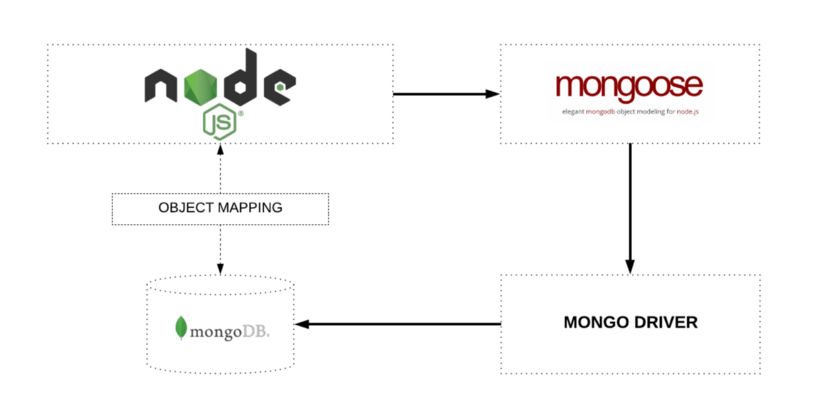 node
JS®
mongoose
elegant mongodb object modeling for node.js
OBJECT MAPPING
mongoDB.
MONGO DRIVER